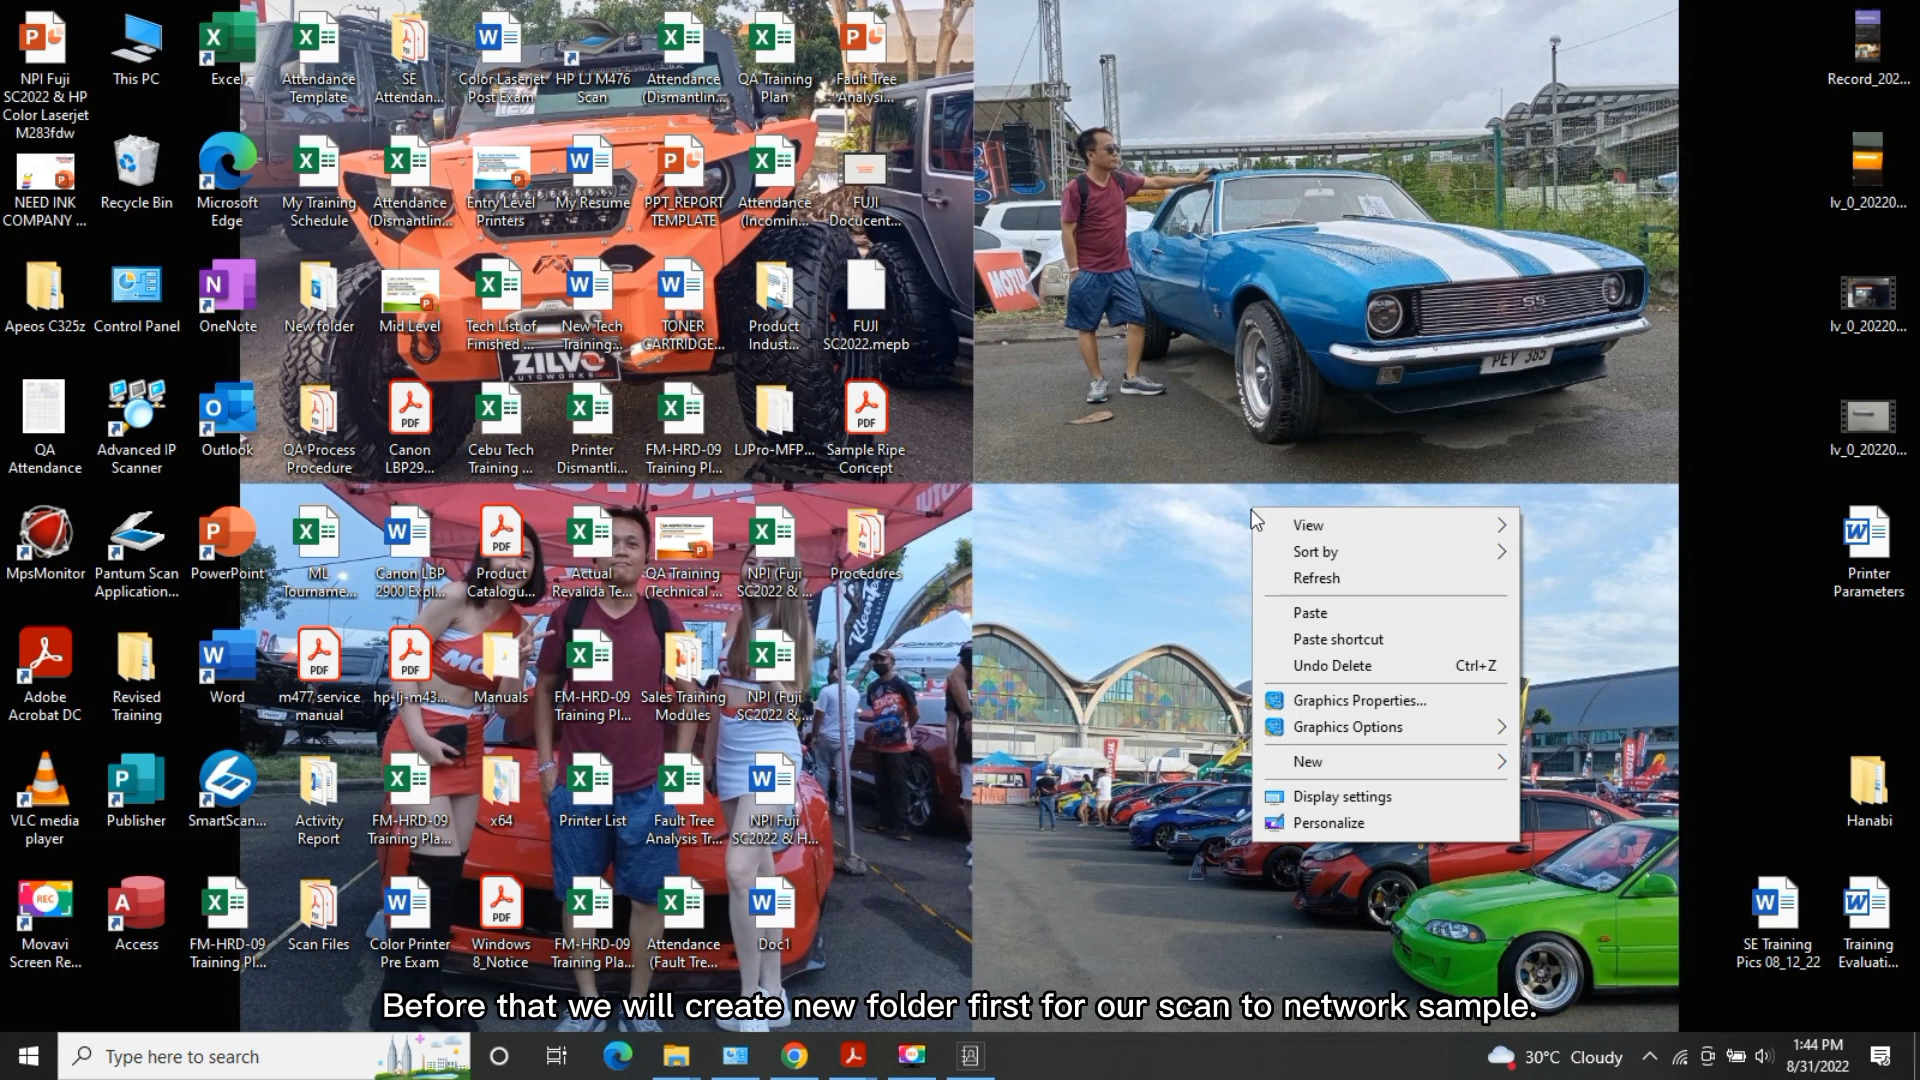 NPI Fuji
SC2022 & HP
Color Laserjet
M283fdw
This PC
Excel
Attendance
Template
SE
Attendan...
Color Laserjet
Post Exam
HP LJ M476
Scan
Attendance
(Dismantlin...
QA Training
Plan
Fault Tree
Analysi...
Record_202...
NEED INK
COMPANY ...
Recycle Bin
Microsoft
Edge
My Training
Schedule
Attendance
(Dismantlin...
Entry Level
Printers
My Resume
PPT_REPORT
TEMPLATE
Attendance
(Incomin...
FUJI
Docucent...
lv_0_20220...
MOTUL
SS
PEV 385
Apeos C325z
Control Panel
OneNote
New folder
Mid Level
Tech List of
Finished ...
New Tech
Training...
TONER
CARTRIDGE...
Product
Indust...
FUJI
SC2022.mepb
lv_0_20220...
ZILVO
AUTOWORKS
QA
Attendance
Advanced IP
Scanner
Outlook
QA Process
Procedure
Canon
LBP29...
Cebu Tech
Training ...
Printer
Dismantli...
FM-HRD-09
Training Pl...
LJPro-MFP...
Sample Ripe
Concept
lv_0_20220...
MpsMonitor
Pantum Scan
Application...
PowerPoint
ML
Tourname...
Canon LBP
2900 Expl...
Product
Catalogu...
Actual
Revalida Te...
QA Training
(Technical ...
NPI (Fuji
SC2022 & ...
Procedures
Printer
Parameters
View
Sort by
Refresh
Paste
Paste shortcut
Undo Delete Ctrl+Z
Graphics Properties...
Graphics Options
New
Display settings
Personalize
Adobe
Acrobat DC
Revised
Training
Word
m477 service
manual
hp-lj-m43...
Manuals
FM-HRD-09
Training Pl...
Sales Training
Modules
NPI (Fuji
SC2022 & ...
Kleenfea
VLC media
player
Publisher
SmartScan...
Activity
Report
FM-HRD-09
Training Pla...
x64
Printer List
Fault Tree
Analysis Tr...
NPI Fuji
SC2022 & H...
Hanabi
Movavi
Screen Re...
Access
FM-HRD-09
Training Pl...
Scan Files
Color Printer
Pre Exam
Windows
8_Notice
FM-HRD-09
Training Pla...
Attendance
(Fault Tre...
Doc1
SE Training
Pics 08_12_22
Training
Evaluati...
Before that we will create new folder first for our scan to network sample.
Type here to search
30°C Cloudy
1:44 PM
8/31/2022